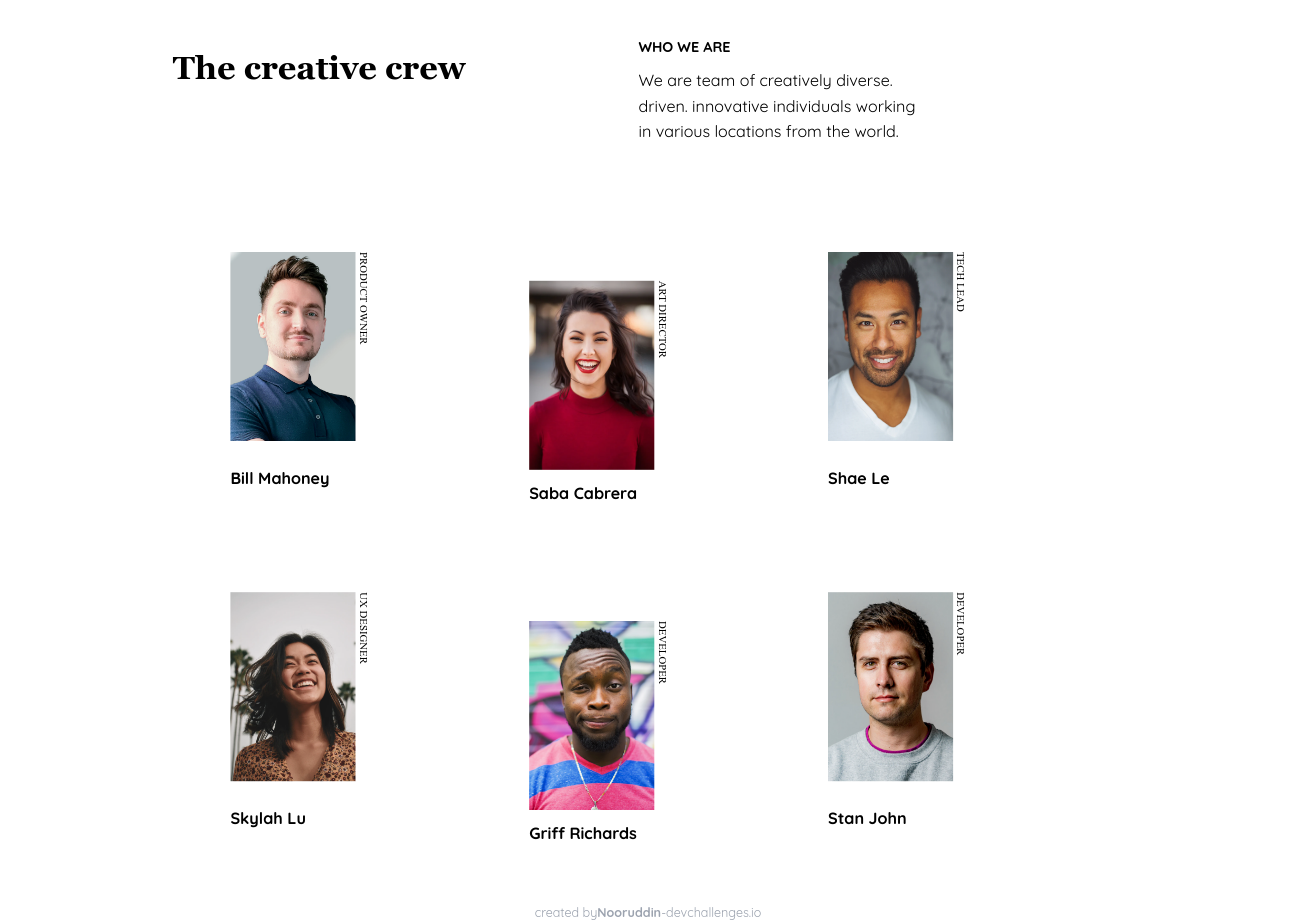 The creative crew
WHO WE ARE
We are team of creatively diverse.
driven. innovative individuals working
in various locations from the world.
PRODUCT OWNER
Bill Mahoney
ART DIRECTOR
Saba Cabrera
TECH LEAD
Shae Le
UX DESIGNER
Skylah Lu
DEVELOPER
Griff Richards
DEVELOPER
Stan John
created byNooruddin-devchallenges.io